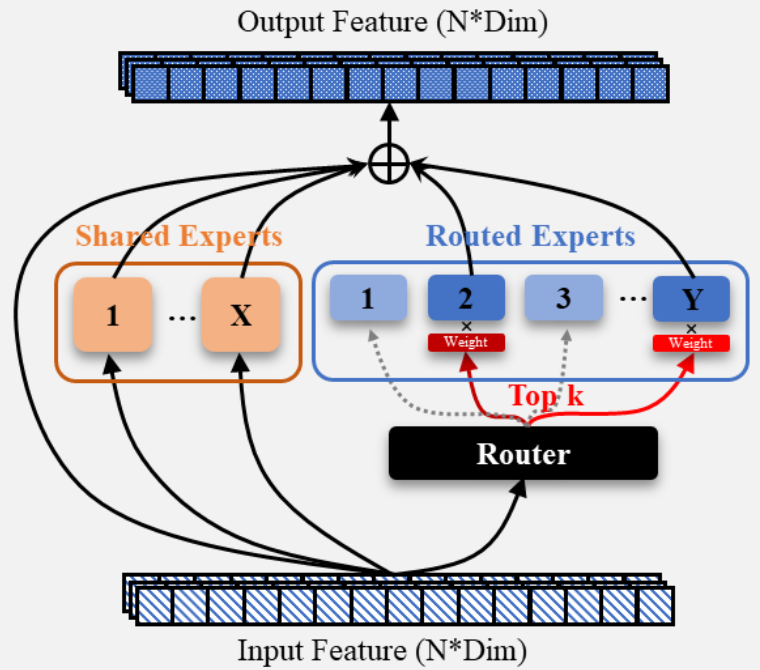 Output Feature (N*Dim)
Shared Experts
Routed Experts
1 ... X
1 2 3 ... Y
× ×
Weight Weight
Top k
Router
Input Feature (N*Dim)